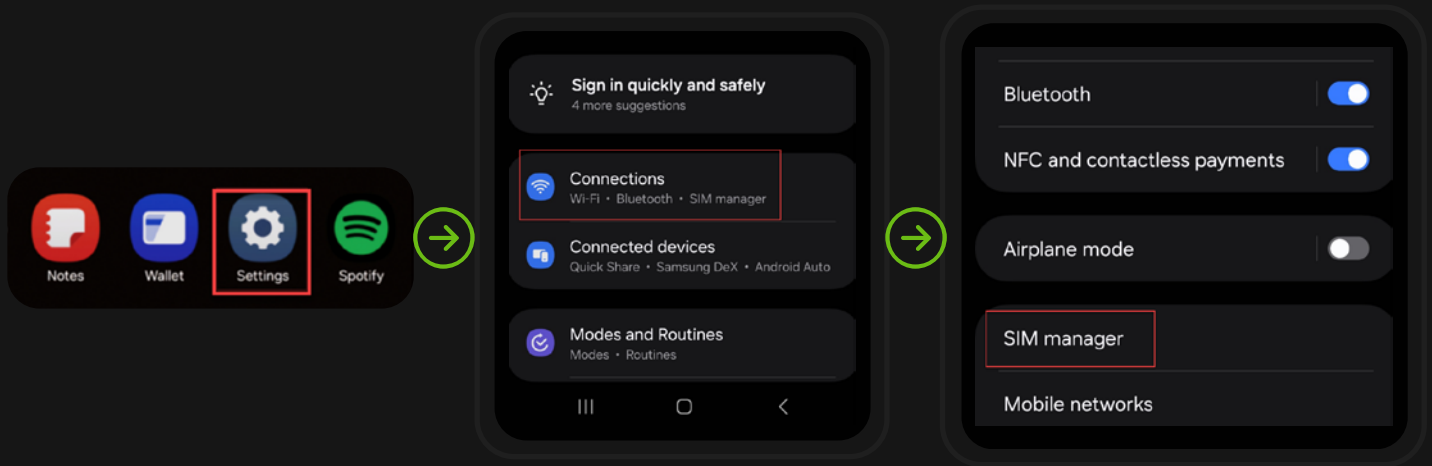 Notes
Wallet
Settings
Spotify
Sign in quickly and safely
4 more suggestions
Connections
Wi-Fi • Bluetooth • SIM manager
Connected devices
Quick Share • Samsung DeX • Android Auto
Modes and Routines
Modes • Routines
Bluetooth
NFC and contactless payments
Airplane mode
SIM manager
Mobile networks